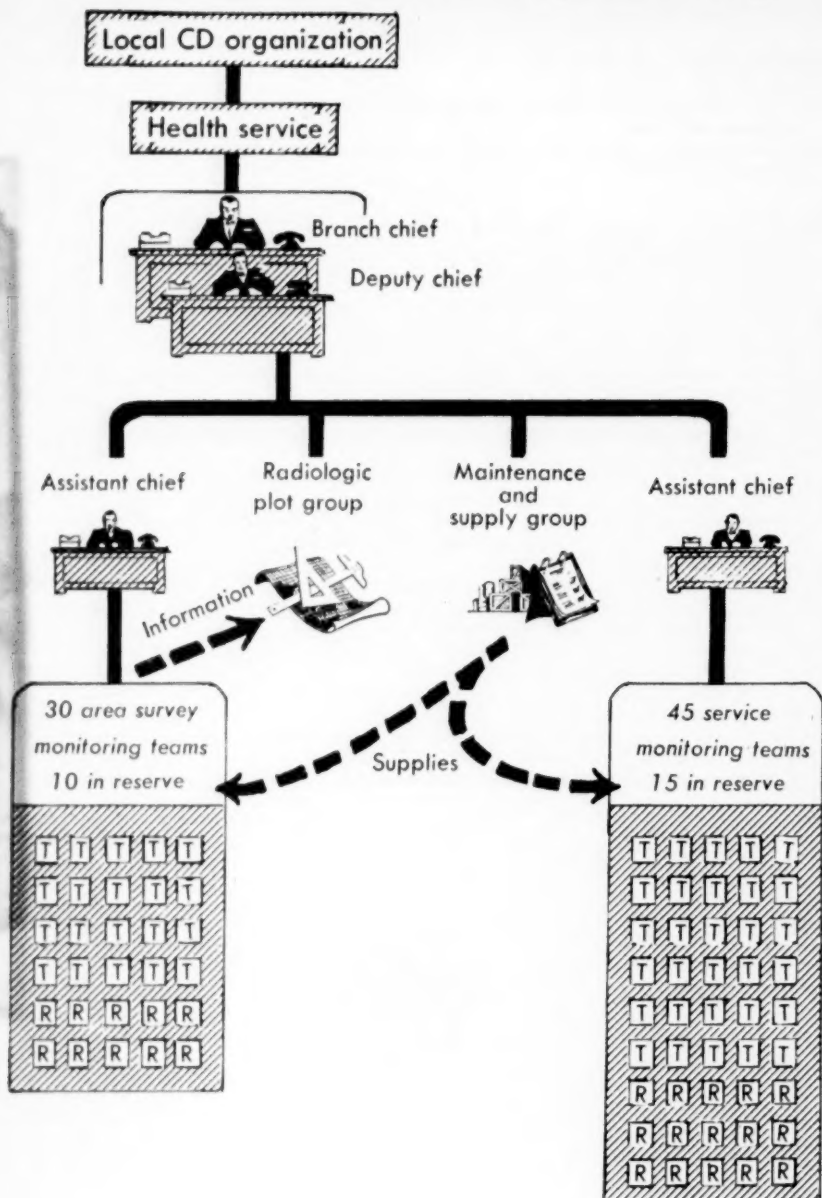 Local CD organization
Health service
Branch chief
Deputy chief
Assistant chief
Radiologic
plot group
Maintenance
and
supply group
Assistant chief
Information
30 area survey
monitoring teams
10 in reserve
Supplies
45 service
monitoring teams
15 in reserve
T T T T T
T T T T T
T T T T T
T T T T T
R R R R R
R R R R R
T T T T T
T T T T T
T T T T T
T T T T T
T T T T T
T T T T T
R R R R R
R R R R R
R R R R R